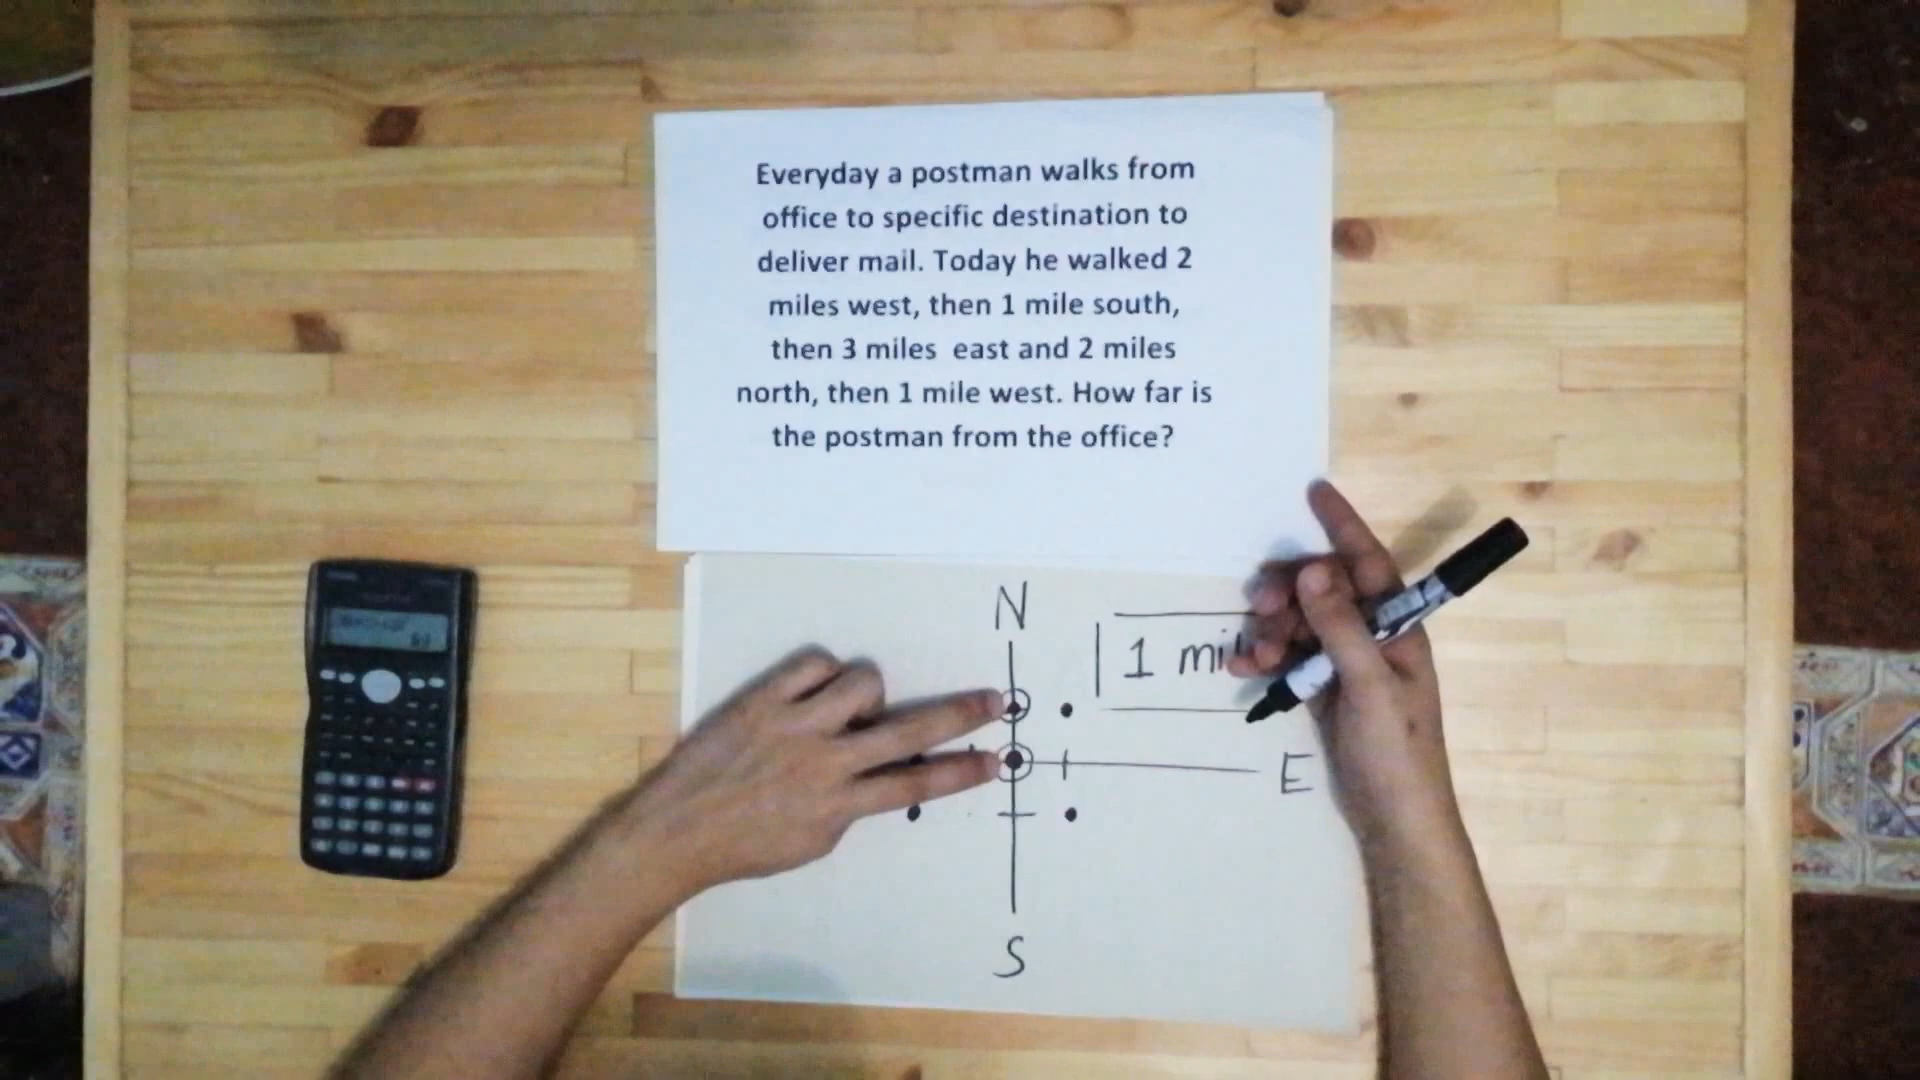 Everyday a postman walks from
office to specific destination to
deliver mail. Today he walked 2
miles west, then 1 mile south,
then 3 miles east and 2 miles
north, then 1 mile west. How far is
the postman from the office?
N
1 mil
E
S